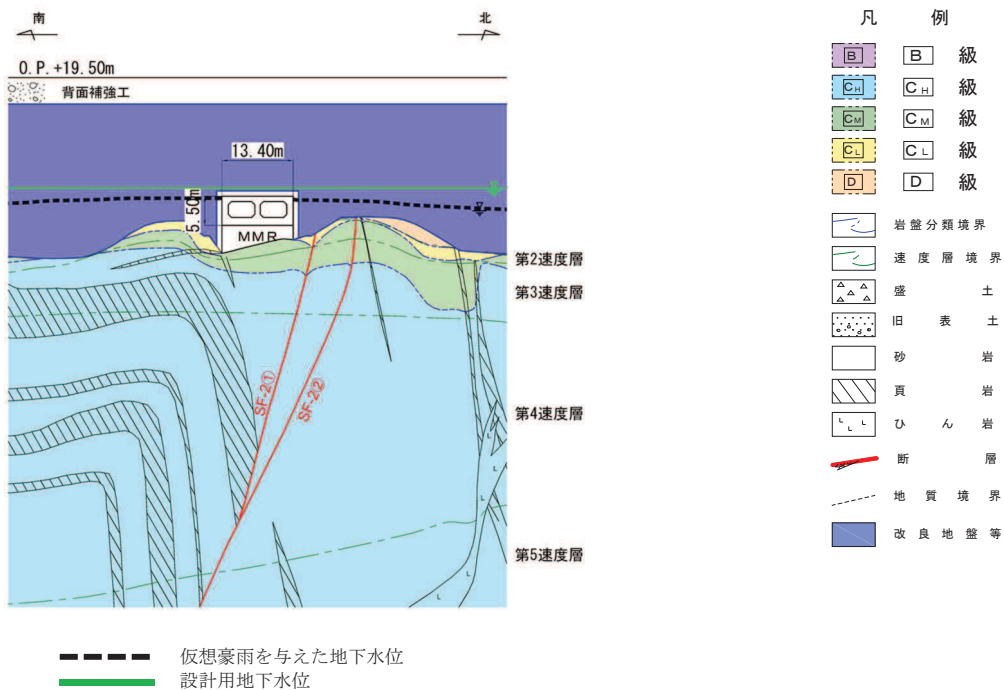 南
北
O.P.+19.50m
背面補強工
13.40m
5.50m
MMR
第2速度層
第3速度層
SF-2①
SF-2②
第4速度層
第5速度層
L
L
L
仮想豪雨を与えた地下水位
設計用地下水位
凡 例
B B 級
CH CH 級
CM CM 級
CL CL 級
D D 級
岩盤分類境界
速度層境界
盛土
旧表土
砂岩
頁岩
L L L ひん岩
断層
地質境界
改良地盤等